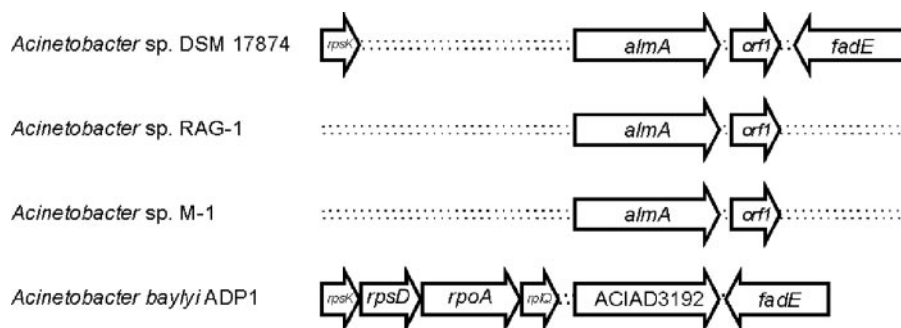 Acinetobacter sp. DSM 17874 rpsK almA orf1 fadE
Acinetobacter sp. RAG-1 almA orf1
Acinetobacter sp. M-1 almA orf1
Acinetobacter baylyi ADP1 rpsK rpsD rpoA rplQ ACIAD3192 fadE